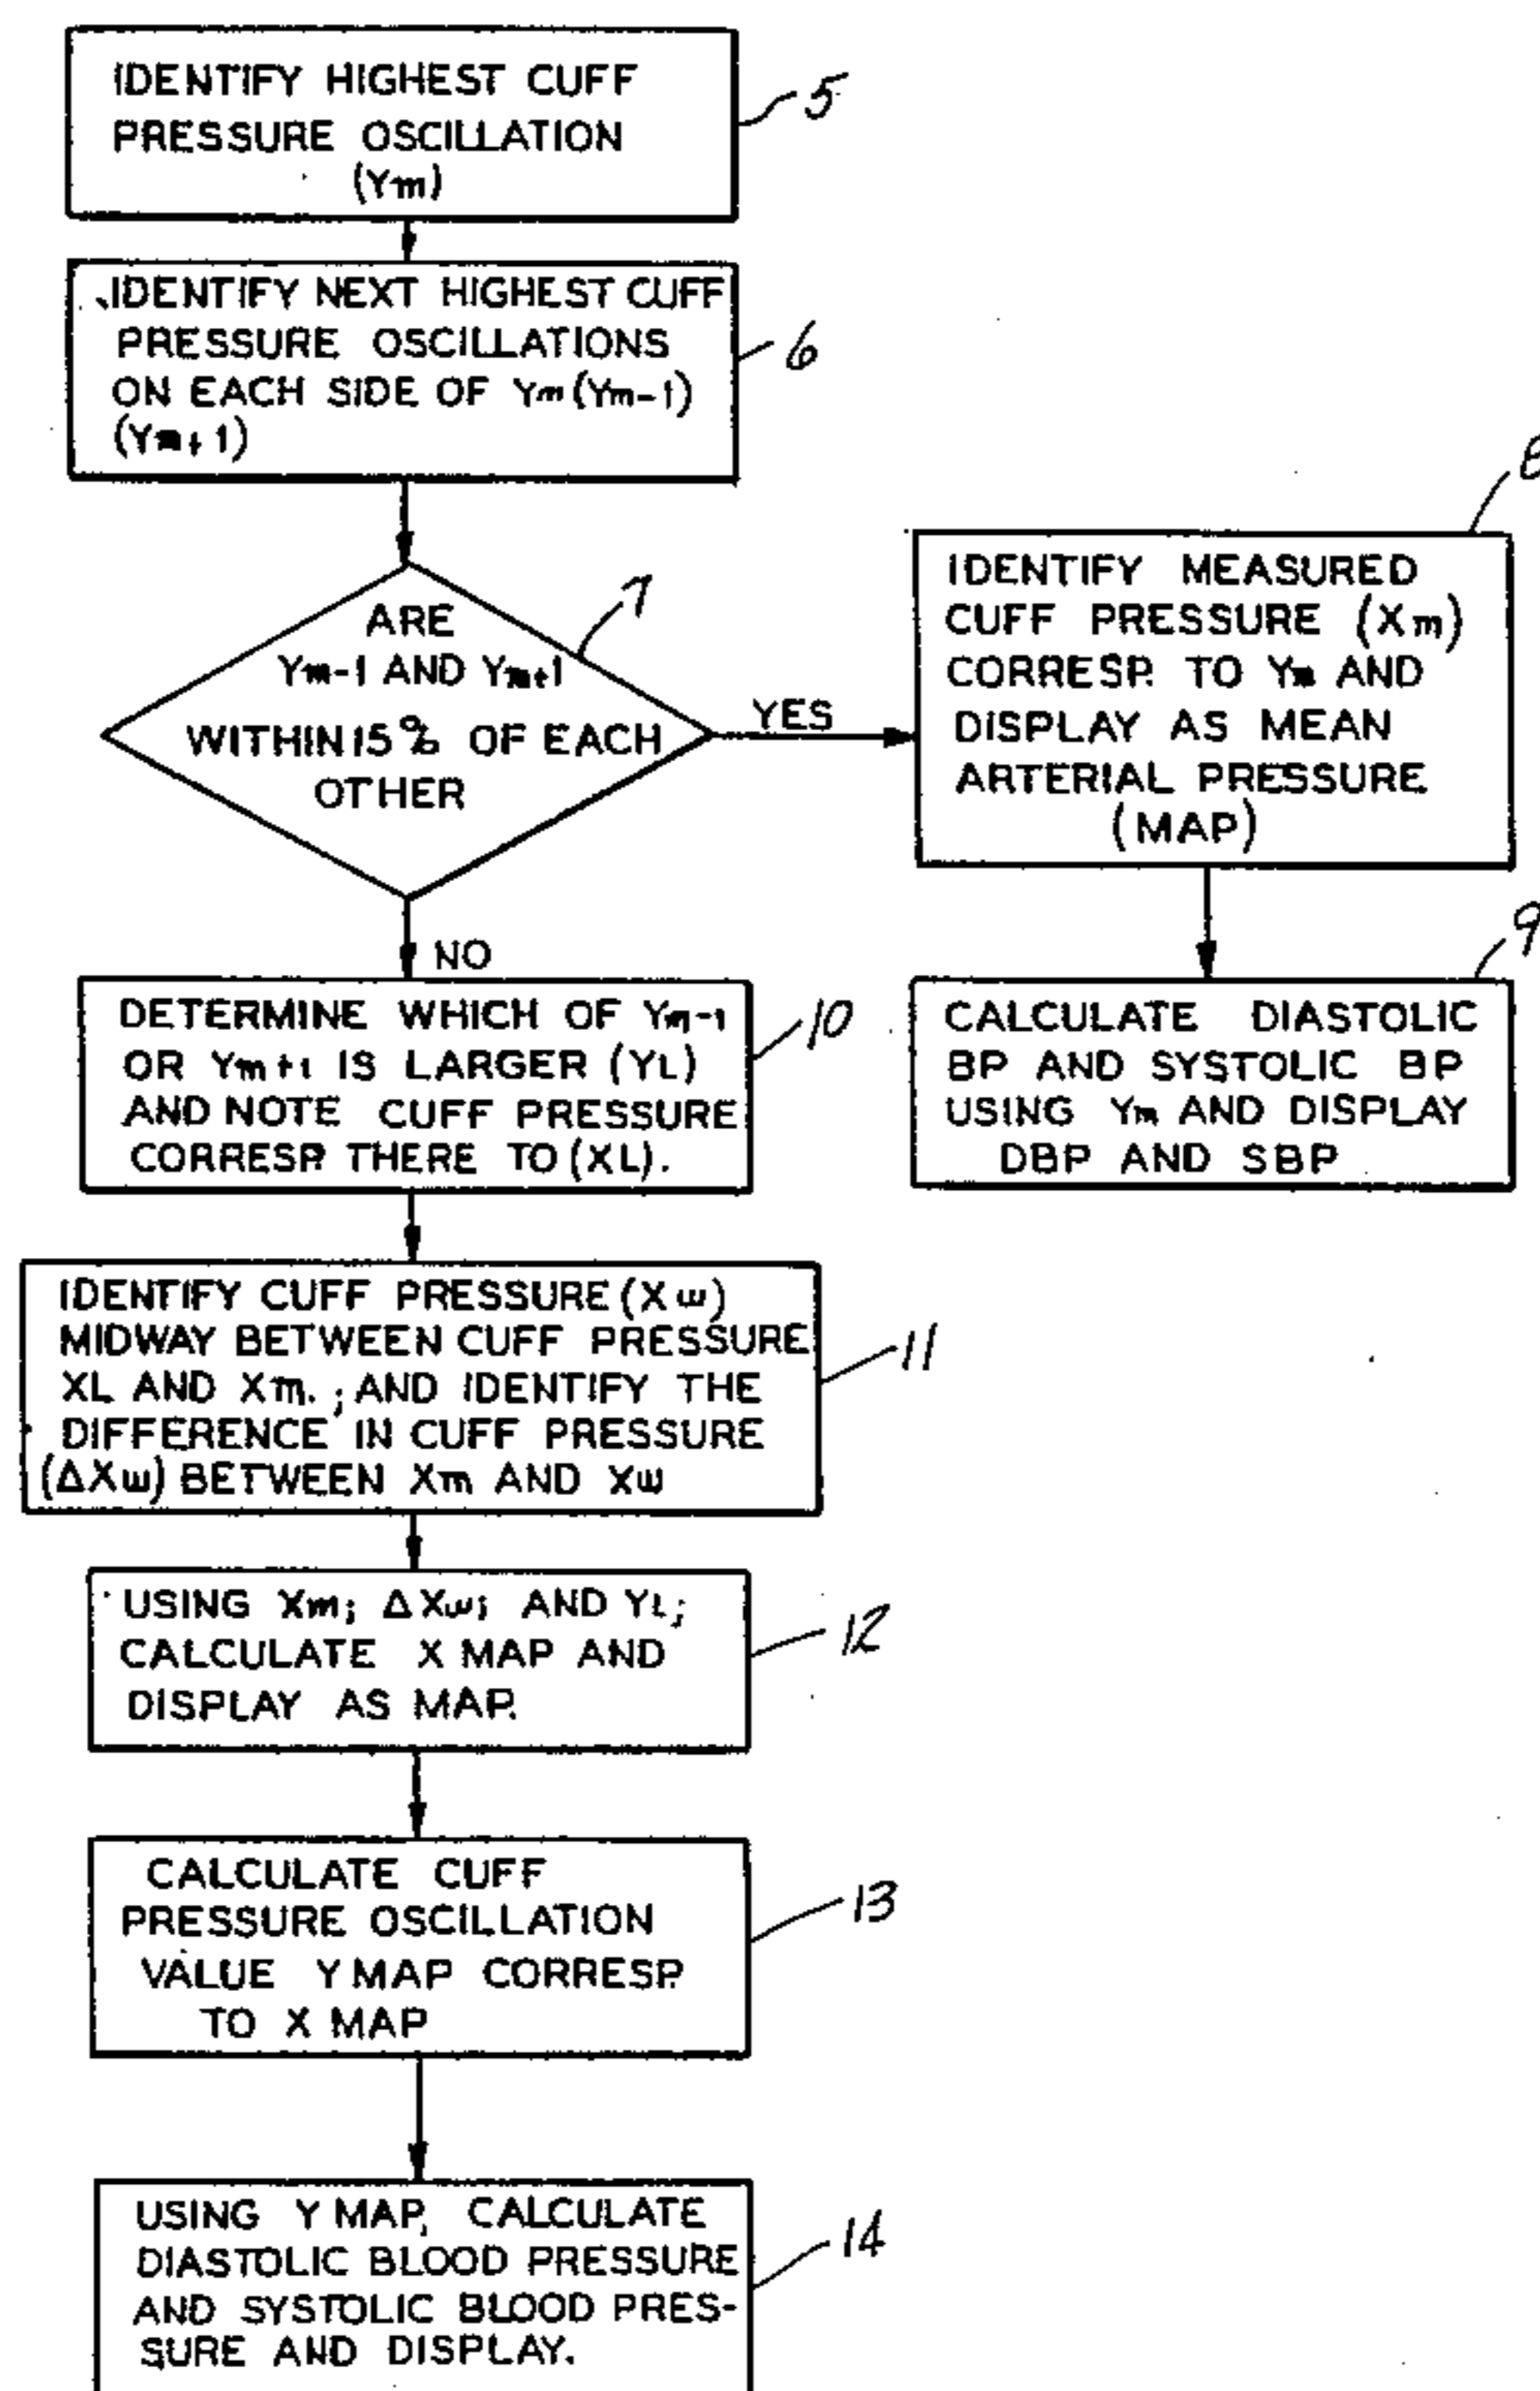 IDENTIFY HIGHEST CUFF
PRESSURE OSCILLATION
(Ym)
5
IDENTIFY NEXT HIGHEST CUFF
PRESSURE OSCILLATIONS
ON EACH SIDE OF Ym (Ym-1)
(Ym+1)
6
ARE
Ym-1 AND Ym+1
WITHIN 15% OF EACH
OTHER
7
YES
NO
IDENTIFY MEASURED
CUFF PRESSURE (Xm)
CORRESP. TO Ym AND
DISPLAY AS MEAN
ARTERIAL PRESSURE
(MAP)
8
CALCULATE DIASTOLIC
BP AND SYSTOLIC BP
USING Ym AND DISPLAY
DBP AND SBP
9
DETERMINE WHICH OF Ym-1
OR Ym+1 IS LARGER (YL)
AND NOTE CUFF PRESSURE
CORRESP. THERE TO (XL).
10
IDENTIFY CUFF PRESSURE (Xω)
MIDWAY BETWEEN CUFF PRESSURE
XL AND Xm.; AND IDENTIFY THE
DIFFERENCE IN CUFF PRESSURE
(ΔXω) BETWEEN Xm AND Xω
11
USING Xm; ΔXω; AND YL;
CALCULATE X MAP AND
DISPLAY AS MAP.
12
CALCULATE CUFF
PRESSURE OSCILLATION
VALUE Y MAP CORRESP.
TO X MAP
13
USING Y MAP, CALCULATE
DIASTOLIC BLOOD PRESSURE
AND SYSTOLIC BLOOD PRES-
SURE AND DISPLAY.
14